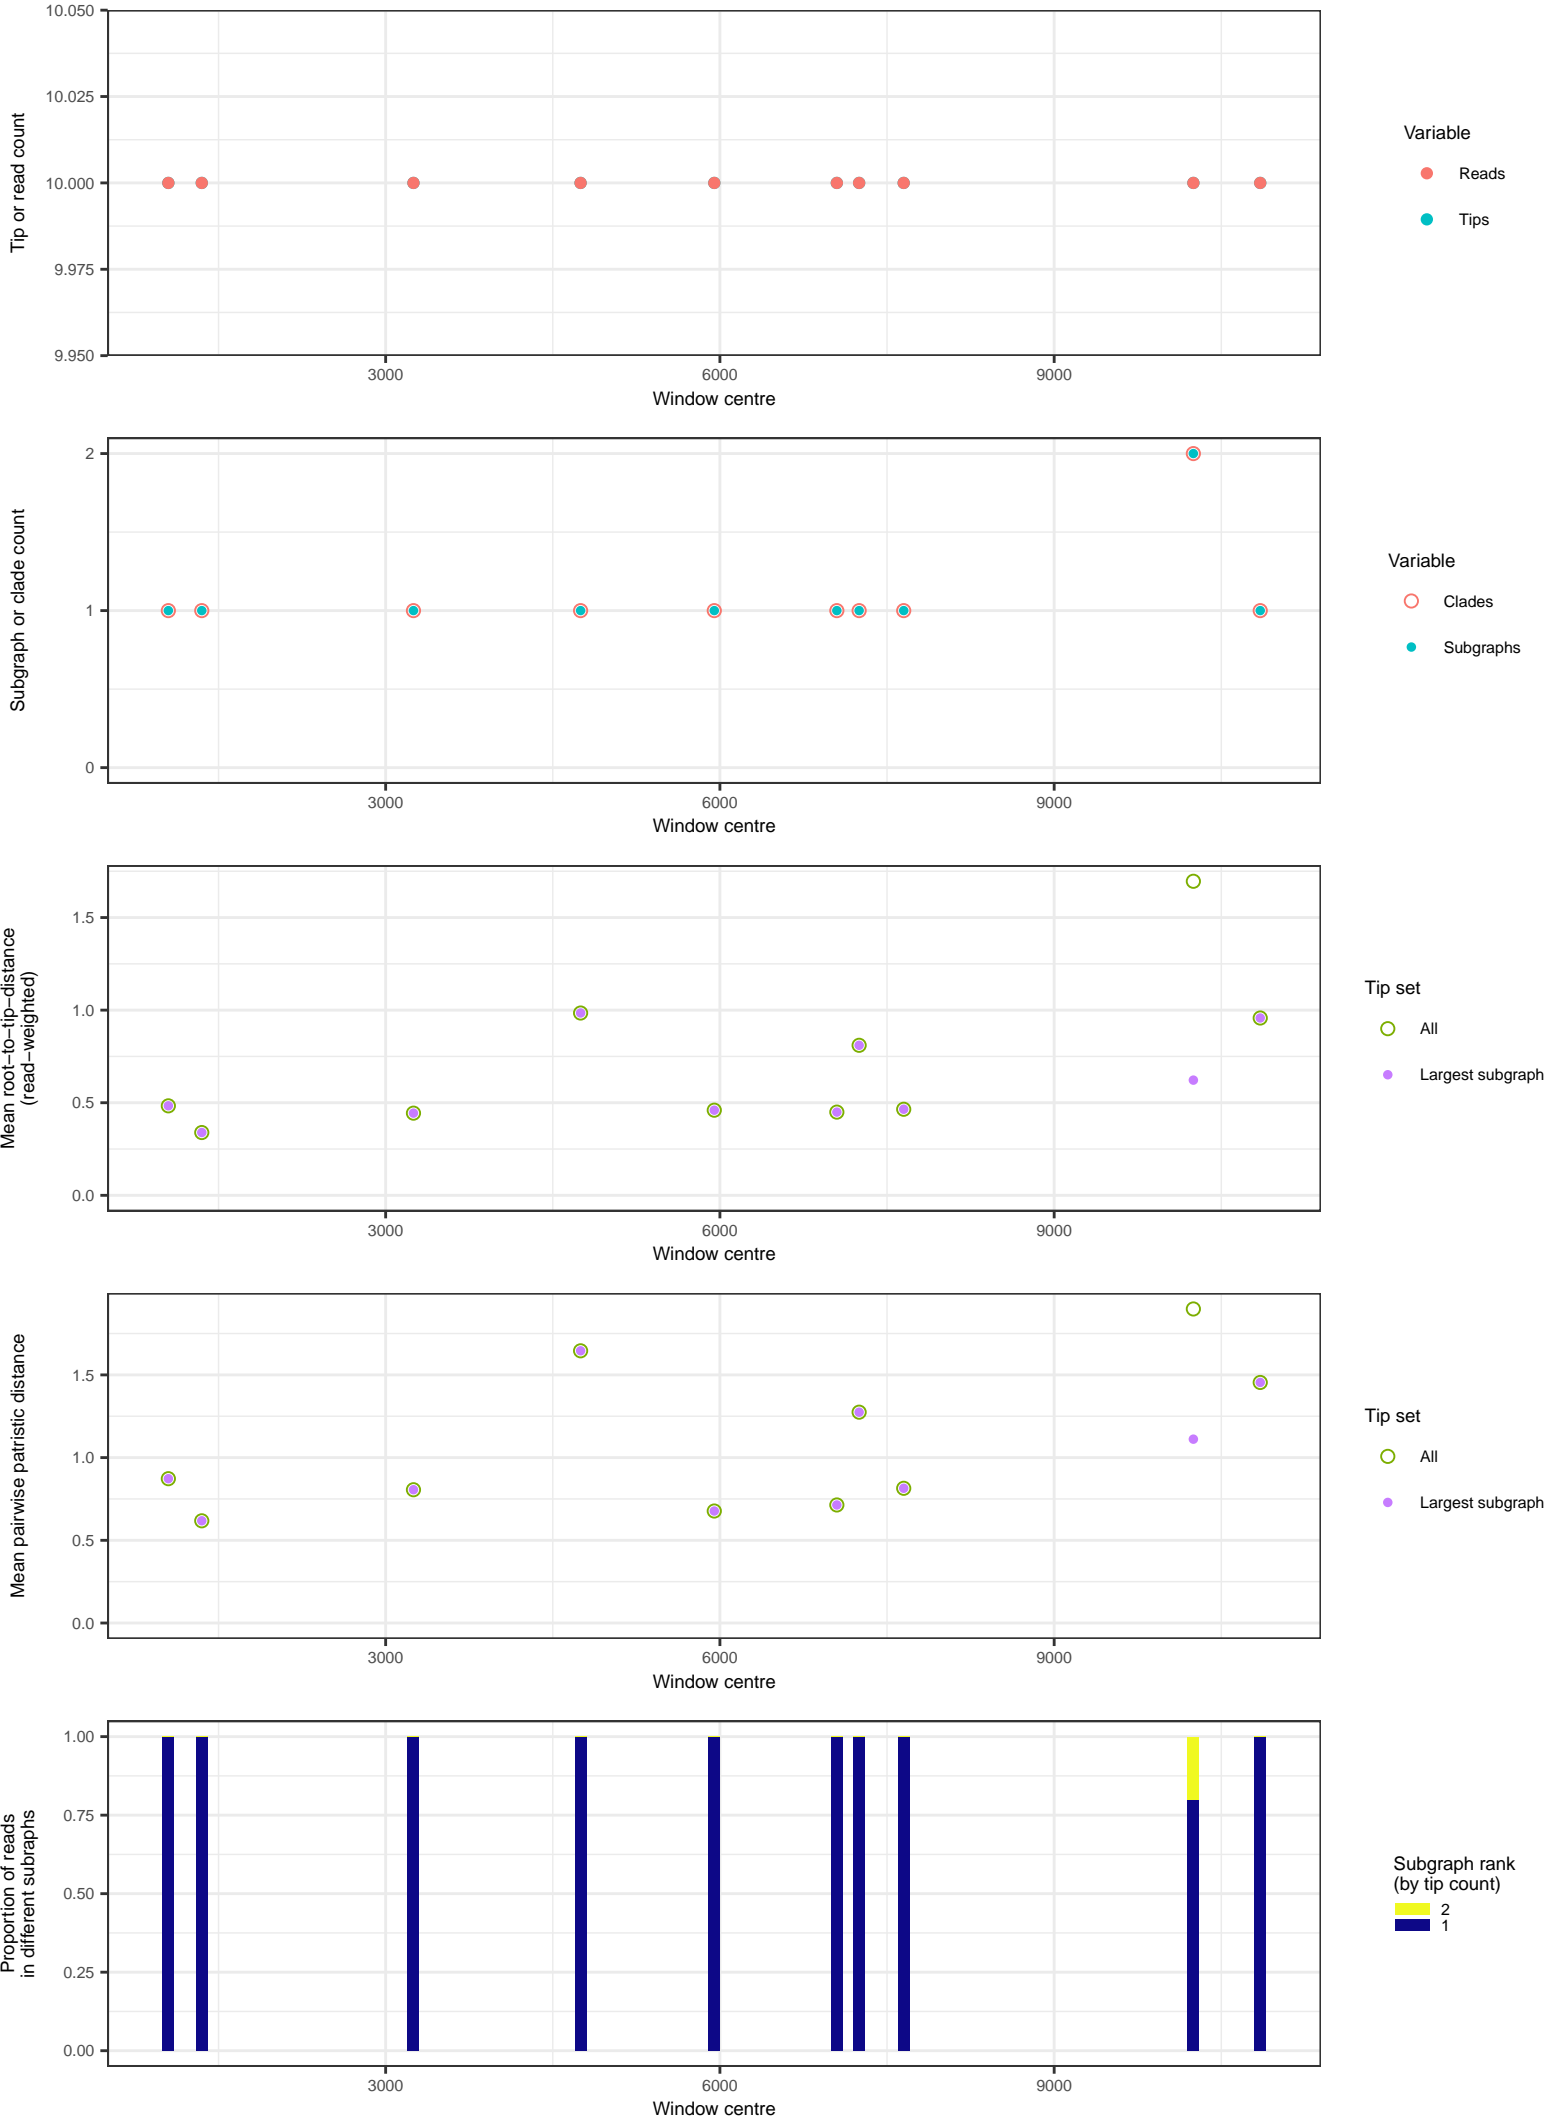 10.050
10.025
10.000
9.975
9.950
Tip or read count
3000 6000 9000
Window centre
Variable
Reads
Tips
2
1
0
Subgraph or clade count
3000 6000 9000
Window centre
Variable
Clades
Subgraphs
1.5
1.0
0.5
0.0
Mean root−to−tip−distance
(read−weighted)
3000 6000 9000
Window centre
Tip set
All
Largest subgraph
1.5
1.0
0.5
0.0
Mean pairwise patristic distance
3000 6000 9000
Window centre
Tip set
All
Largest subgraph
1.00
0.75
0.50
0.25
0.00
Proportion of reads
in different subraphs
3000 6000 9000
Window centre
Subgraph rank
(by tip count)
2
1